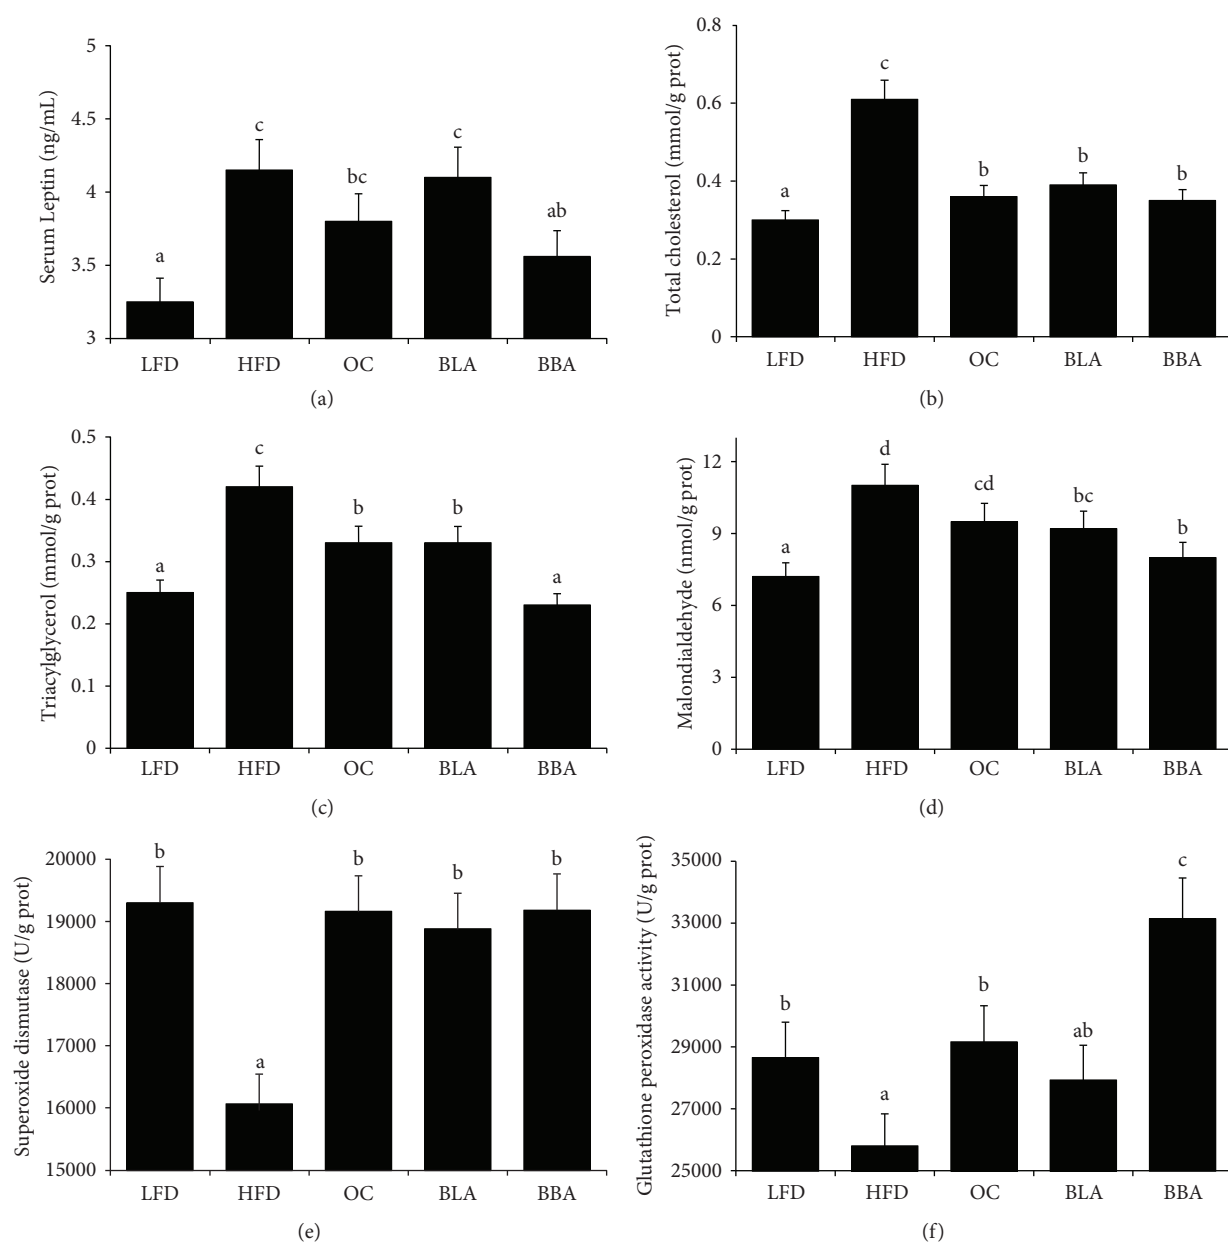 Serum Leptin (ng/mL)
5
4.5
4
3.5
3
a
c
bc
c
ab
LFD HFD OC BLA BBA
(a)
Total cholesterol (mmol/g prot)
0.8
0.6
0.4
0.2
0
a
c
b
b
b
LFD HFD OC BLA BBA
(b)
Triacylglycerol (mmol/g prot)
0.5
0.4
0.3
0.2
0.1
0
a
c
b
b
a
LFD HFD OC BLA BBA
(c)
Malondialdehyde (nmol/g prot)
12
9
6
3
0
a
d
cd
bc
b
LFD HFD OC BLA BBA
(d)
Superoxide dismutase (U/g prot)
20000
19000
18000
17000
16000
15000
b
a
b
b
b
LFD HFD OC BLA BBA
(e)
Glutathione peroxidase activity (U/g prot)
35000
33000
31000
29000
27000
25000
b
a
b
ab
c
LFD HFD OC BLA BBA
(f)